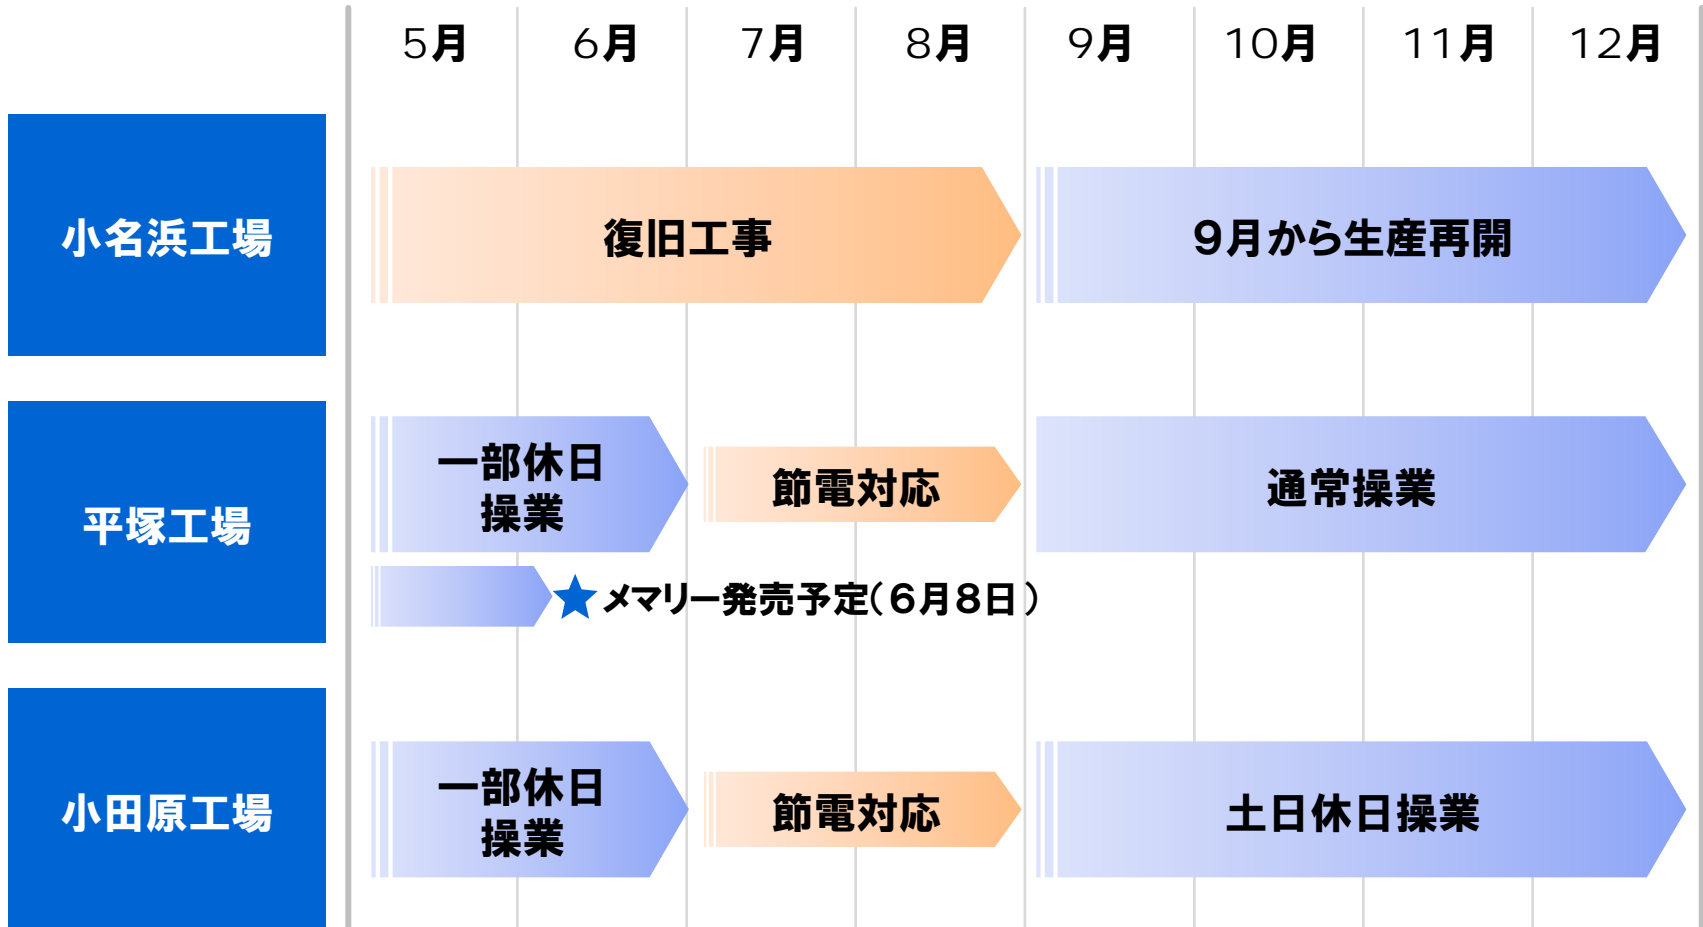 5月 6月 7月 8月 9月 10月 11月 12月
小名浜工場
復旧工事
9月から生産再開
平塚工場
一部休日
操業
節電対応
通常操業
メマリー発売予定(6月8日)
小田原工場
一部休日
操業
節電対応
土日休日操業